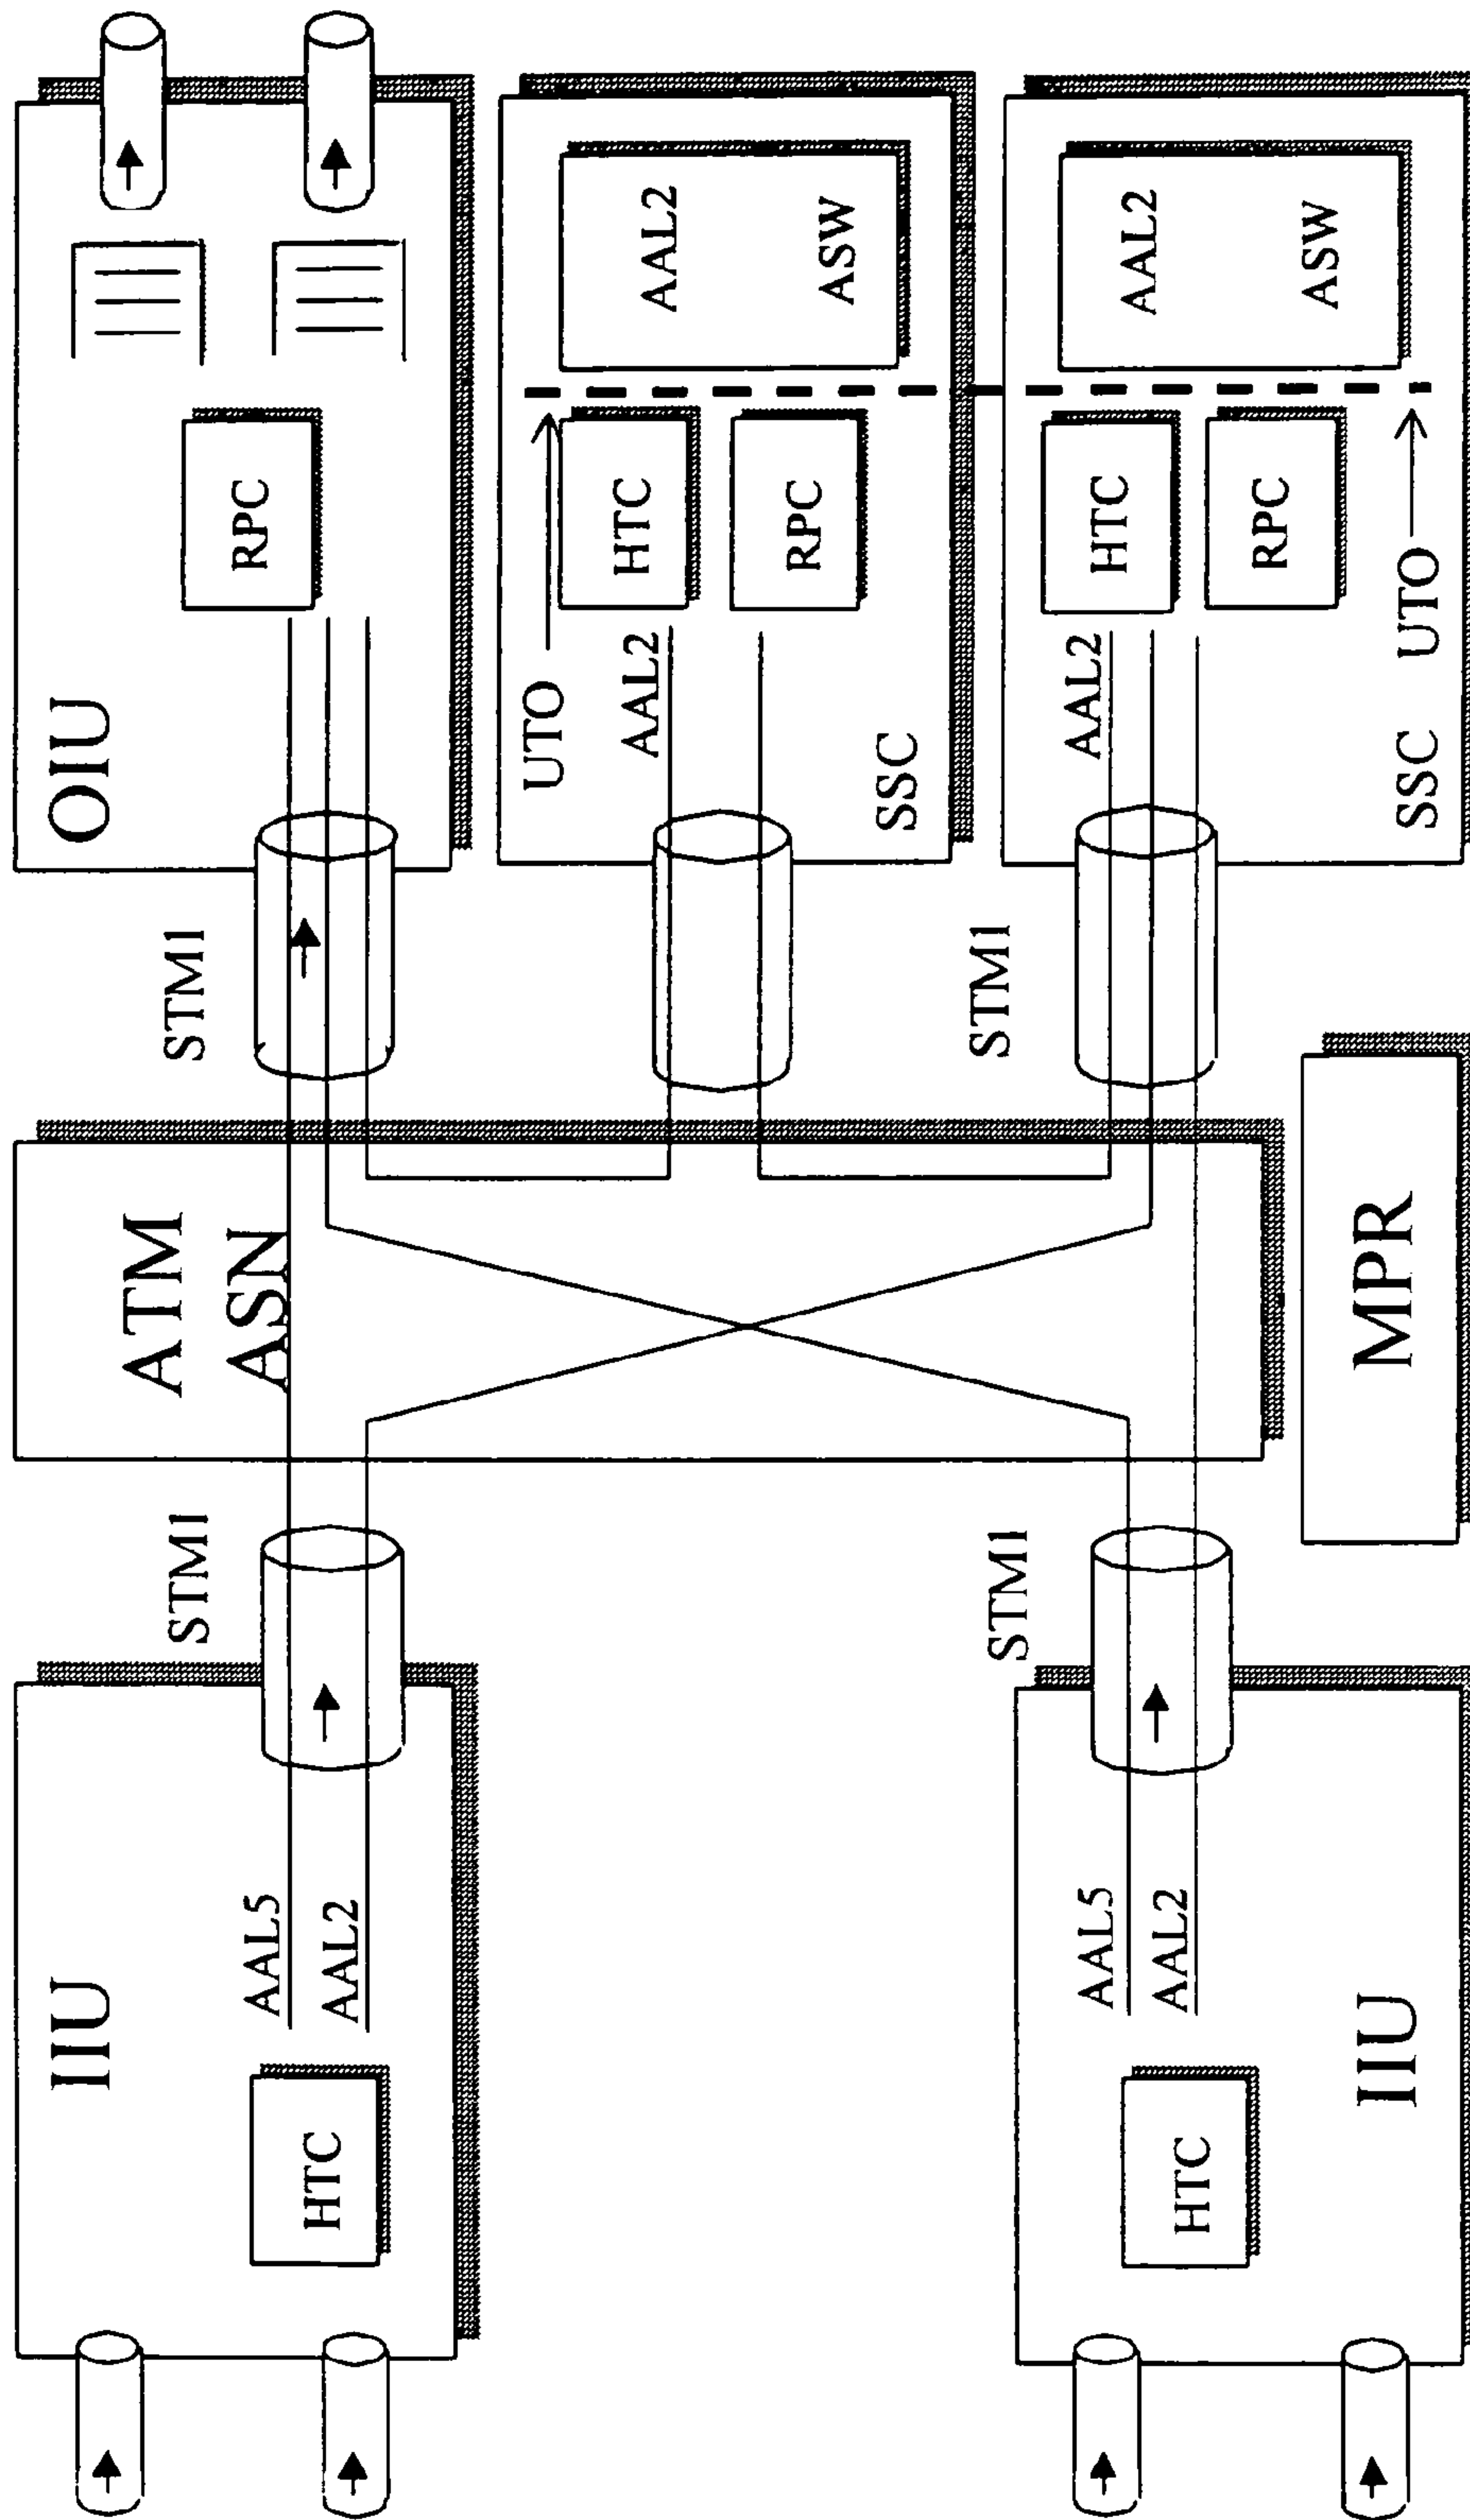 IIU
HTC
AAL5
AAL2
STM1
ATM
ASN
STM1
OIU
RPC
UTO
AAL2
HTC
RPC
SSC
AAL2
ASW
IIU
HTC
AAL5
AAL2
STM1
MPR
STM1
AAL2
HTC
RPC
SSC
UTO
AAL2
ASW